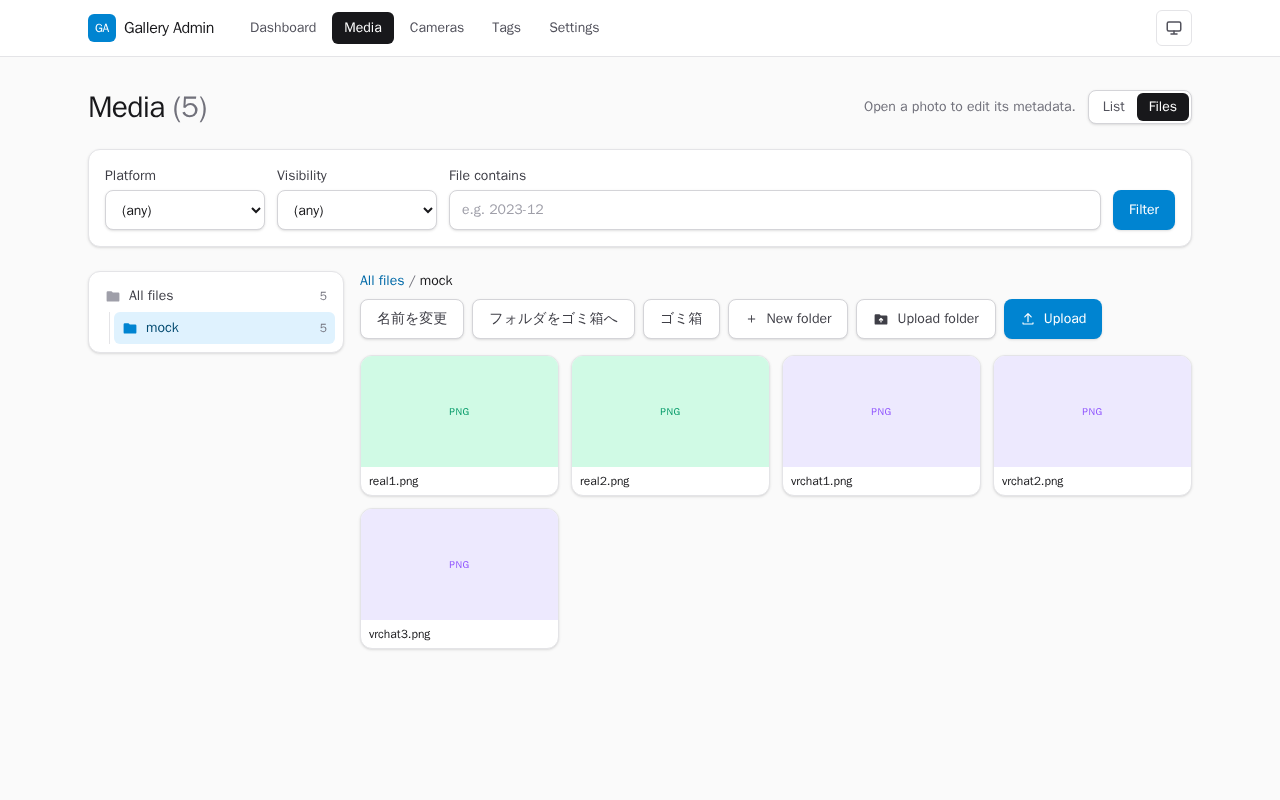 GA Gallery Admin Dashboard Media Cameras Tags Settings
Media (5)
Open a photo to edit its metadata. List Files
Platform Visibility File contains
(any) (any) e.g. 2023-12 Filter
All files 5
mock 5
All files / mock
名前を変更 フォルダをゴミ箱へ ゴミ箱 + New folder Upload folder Upload
PNG PNG PNG PNG
real1.png real2.png vrchat1.png vrchat2.png
PNG
vrchat3.png